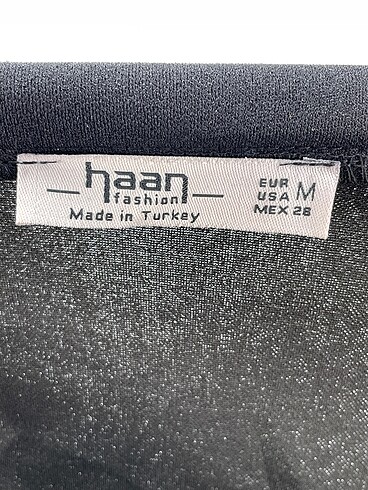 haan
fashion
Made in Turkey
EUR
USA M
MEX 28